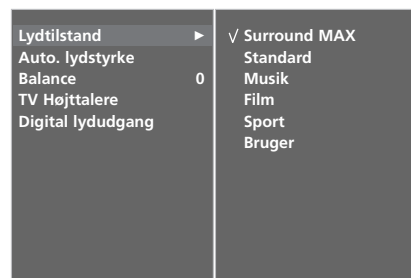 Lydtilstand ►
Auto. lydstyrke
Balance 0
TV Højttalere
Digital lydudgang
√ Surround MAX
Standard
Musik
Film
Sport
Bruger